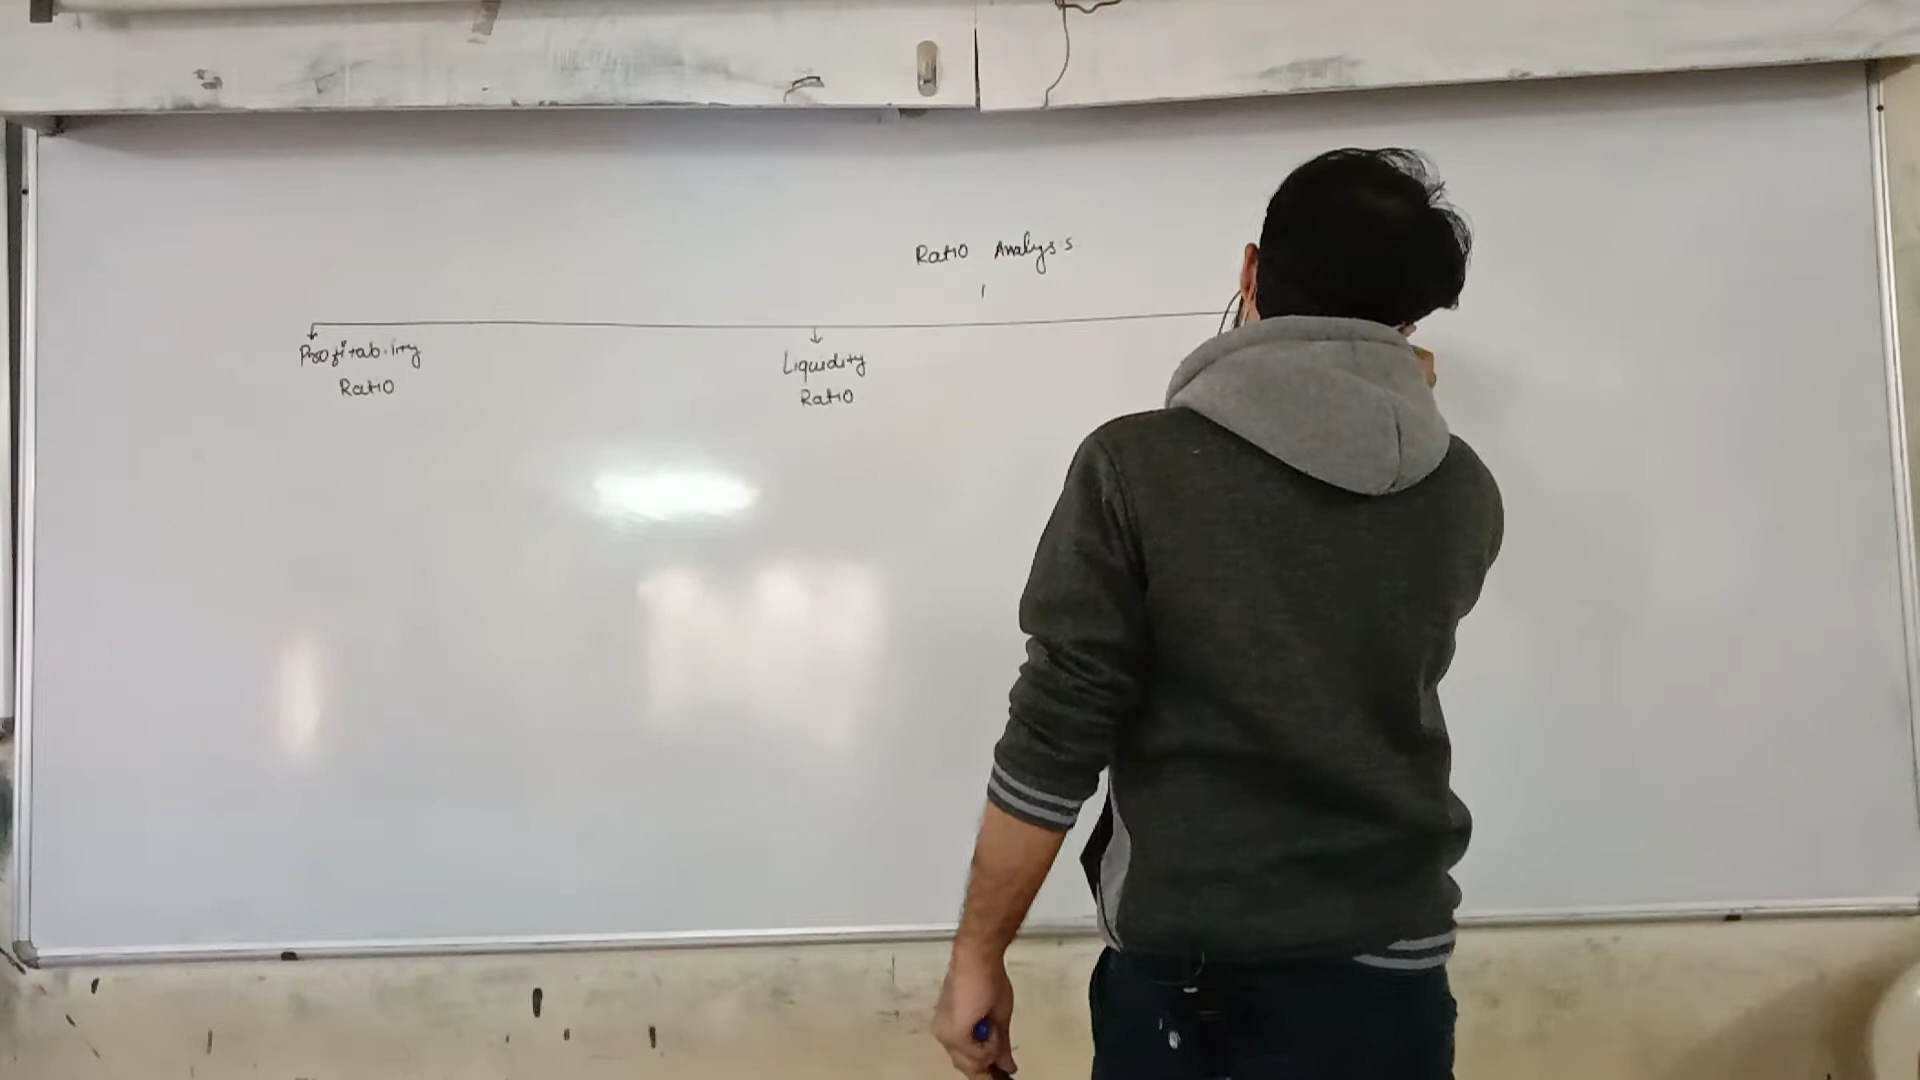 Ratio Analysis
Profitability
Ratio
Liquidity
Ratio